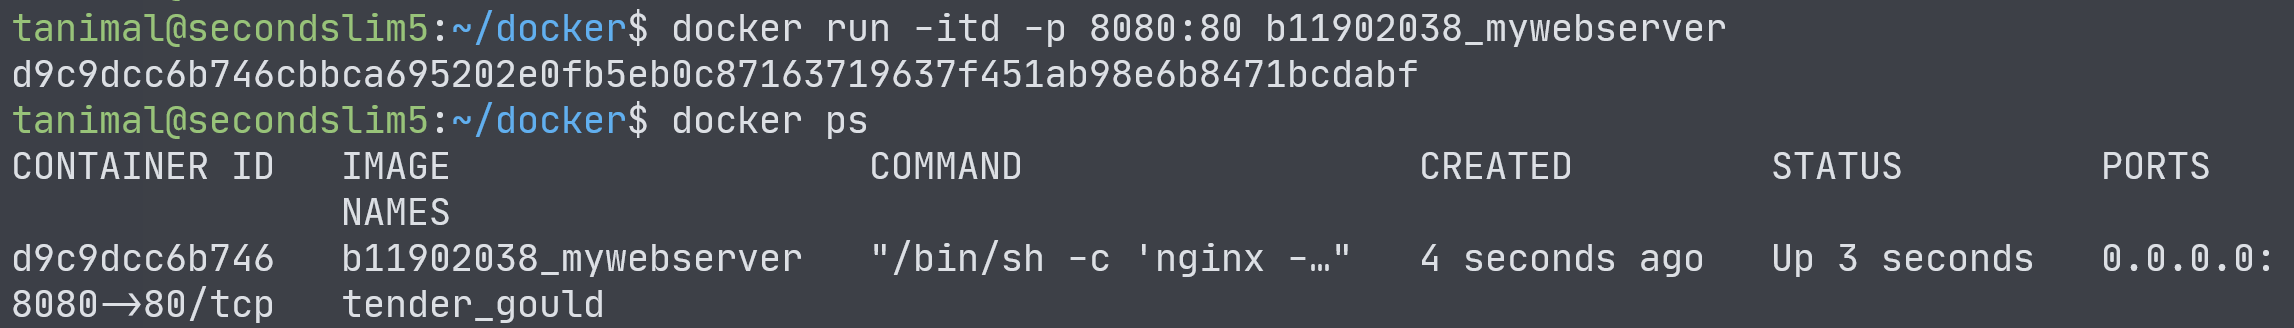 tanimal@secondslim5:~/docker$ docker run -itd -p 8080:80 b11902038_mywebserver
d9c9dcc6b746cbbca695202e0fb5eb0c87163719637f451ab98e6b8471bcdabf
tanimal@secondslim5:~/docker$ docker ps
CONTAINER ID   IMAGE                   COMMAND                  CREATED         STATUS         PORTS
               NAMES
d9c9dcc6b746   b11902038_mywebserver   "/bin/sh -c 'nginx -…"   4 seconds ago   Up 3 seconds   0.0.0.0:
8080->80/tcp   tender_gould